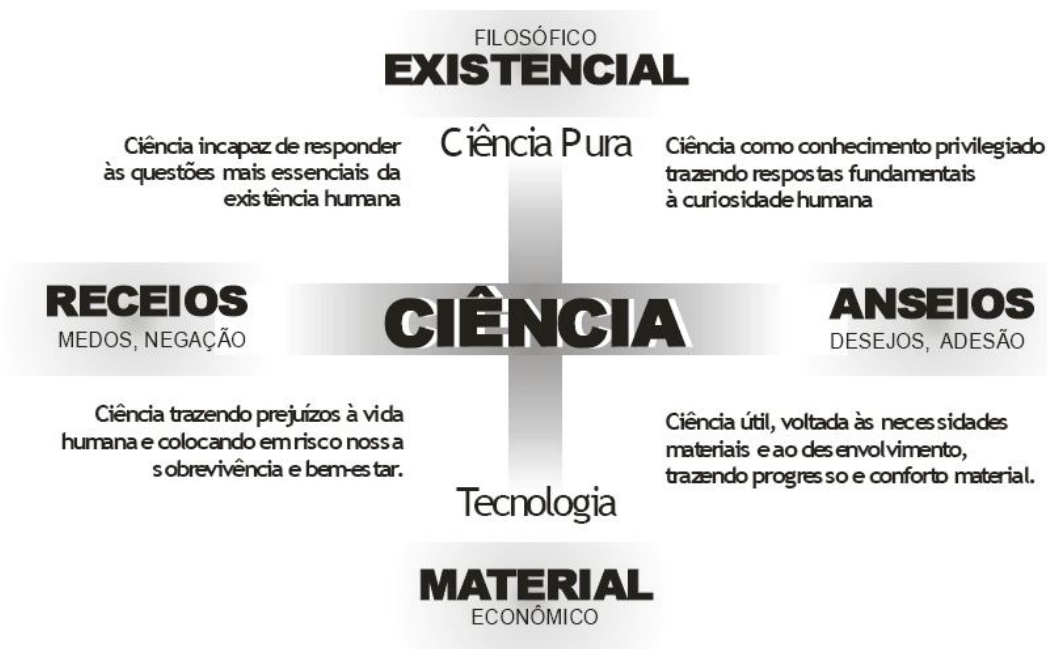 FILOSÓFICO
EXISTENCIAL
Ciência incapaz de responder
às questões mais essenciais da
existência humana
Ciência Pura
Ciência como conhecimento privilegiado
trazendo respostas fundamentais
à curiosidade humana
RECEIOS
MEDOS, NEGAÇÃO
CIÊNCIA
ANSEIOS
DESEJOS, ADESÃO
Ciência trazendo prejuízos à vida
humana e colocando em risco nossa
sobrevivência e bem-estar.
Ciência útil, voltada às necessidades
materiais e ao desenvolvimento,
trazendo progresso e conforto material.
Tecnologia
MATERIAL
ECONÔMICO